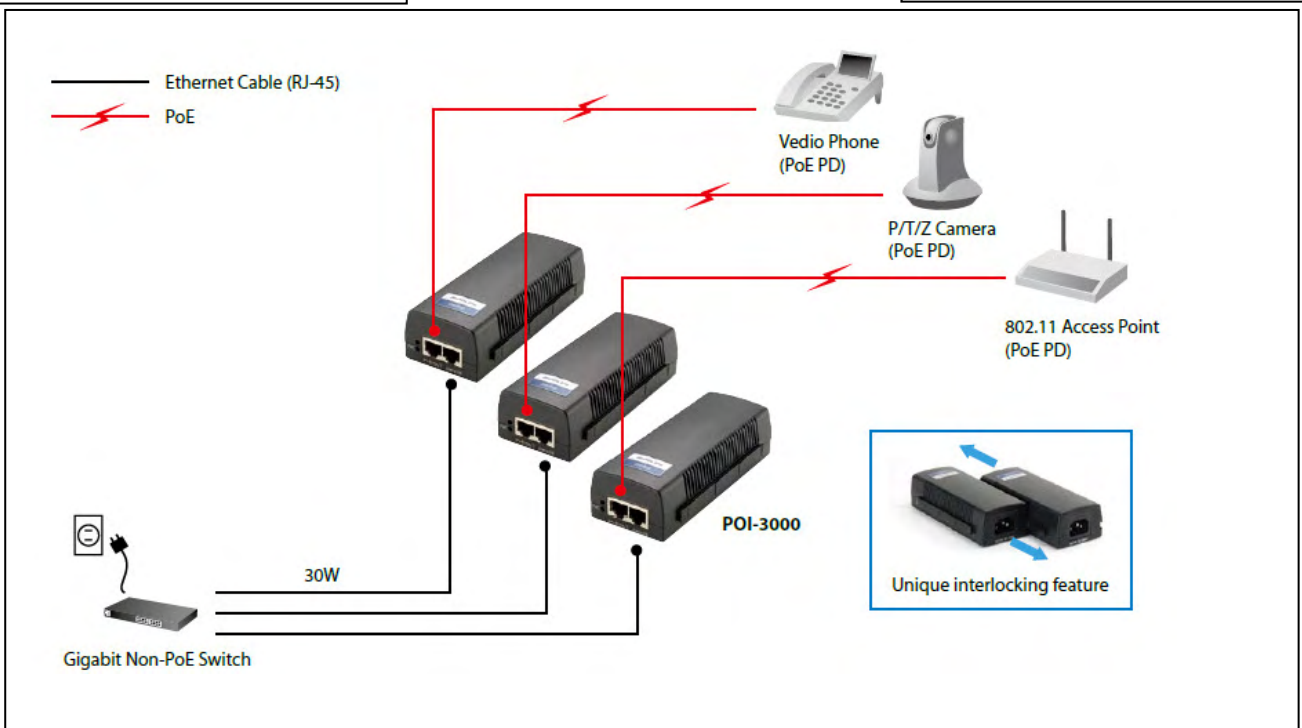 Ethernet Cable (RJ-45)
PoE
Vedio Phone
(PoE PD)
P/T/Z Camera
(PoE PD)
802.11 Access Point
(PoE PD)
POI-3000
30W
Gigabit Non-PoE Switch
Unique interlocking feature